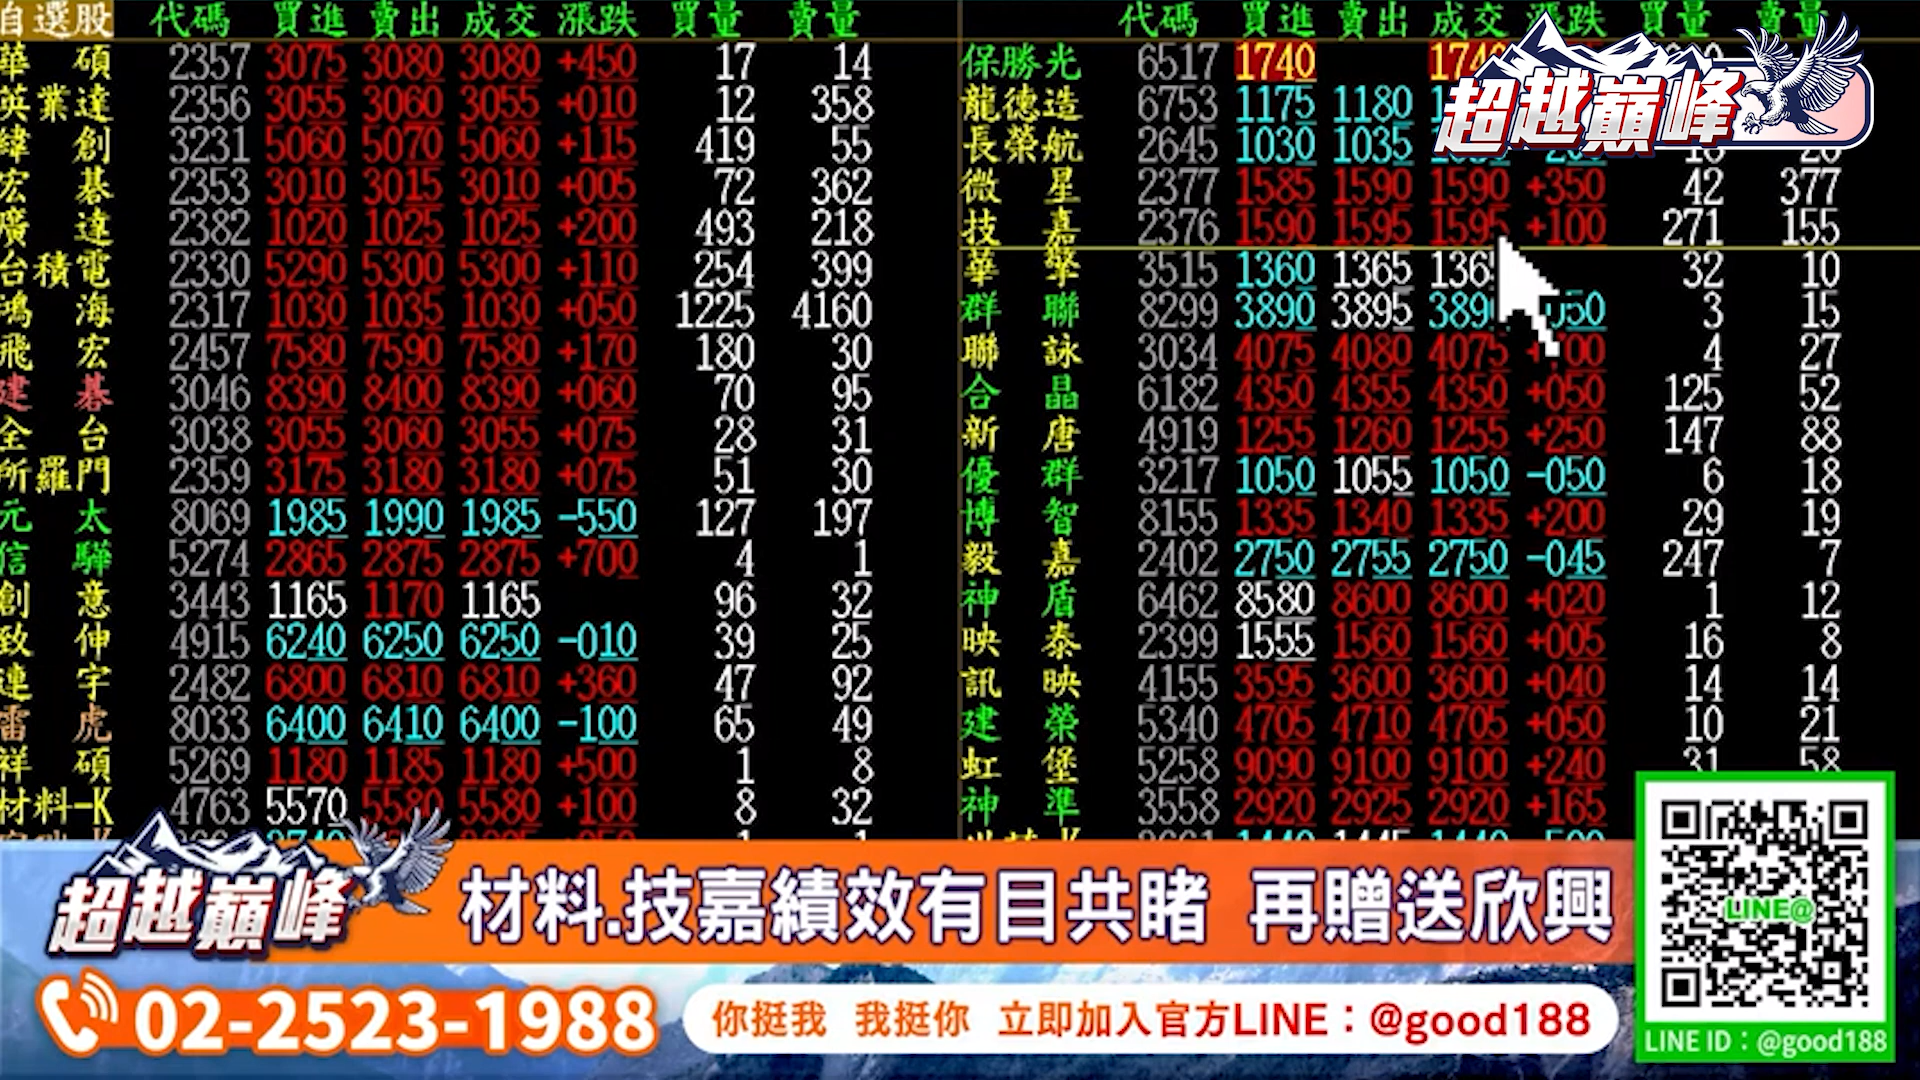 自選股 代碼 買進 賣出 成交 漲跌 買量 賣量
華碩 2357 3075 3080 3080 +450 17 14
英業達 2356 3055 3060 3055 +010 12 358
緯創 3231 5060 5070 5060 +115 419 55
宏碁 2353 3010 3015 3010 +005 72 362
廣達 2382 1020 1025 1025 +200 493 218
台積電 2330 5290 5300 5300 +110 254 399
鴻海 2317 1030 1035 1030 +050 1225 4160
飛宏 2457 7580 7590 7580 +170 180 30
建碁 3046 8390 8400 8390 +060 70 95
全台 3038 3055 3060 3055 +075 28 31
所羅門 2359 3175 3180 3180 +075 51 30
元太 8069 1985 1990 1985 -550 127 197
信驊 5274 2865 2875 2875 +700 4 1
創意 3443 1165 1170 1165 96 32
致伸 4915 6240 6250 6250 -010 39 25
連宇 2482 6800 6810 6810 +360 47 92
雷虎 8033 6400 6410 6400 -100 65 49
祥碩 5269 1180 1185 1180 +500 1 8
材料-K 4763 5570 5580 5580 +100 8 32
代碼 買進 賣出 成交 漲跌 買量 賣量
保勝光 6517 1740
龍德造 6753 1175 1180
長榮航 2645 1030 1035
微星 2377 1585 1590 1590 +350 42 377
技嘉 2376 1590 1595 1595 +100 271 155
華擎 3515 1360 1365 1365 32 10
群聯 8299 3890 3895 3890 050 3 15
聯詠 3034 4075 4080 4075 4 27
合晶 6182 4350 4355 4350 +050 125 52
新唐 4919 1255 1260 1255 +250 147 88
優群 3217 1050 1055 1050 -050 6 18
博智 8155 1335 1340 1335 +200 29 19
毅嘉 2402 2750 2755 2750 -045 247 7
神盾 6462 8580 8600 8600 +020 1 12
映泰 2399 1555 1560 1560 +005 16 8
訊映 4155 3595 3600 3600 +040 14 14
建榮 5340 4705 4710 4705 +050 10 21
虹堡 5258 9090 9100 9100 +240 31 58
神準 3558 2920 2925 2920 +165
超越巔峰
超越巔峰
材料.技嘉績效有目共睹 再贈送欣興
02-2523-1988
你挺我 我挺你 立即加入官方LINE：@good188
LINE@
LINE ID：@good188